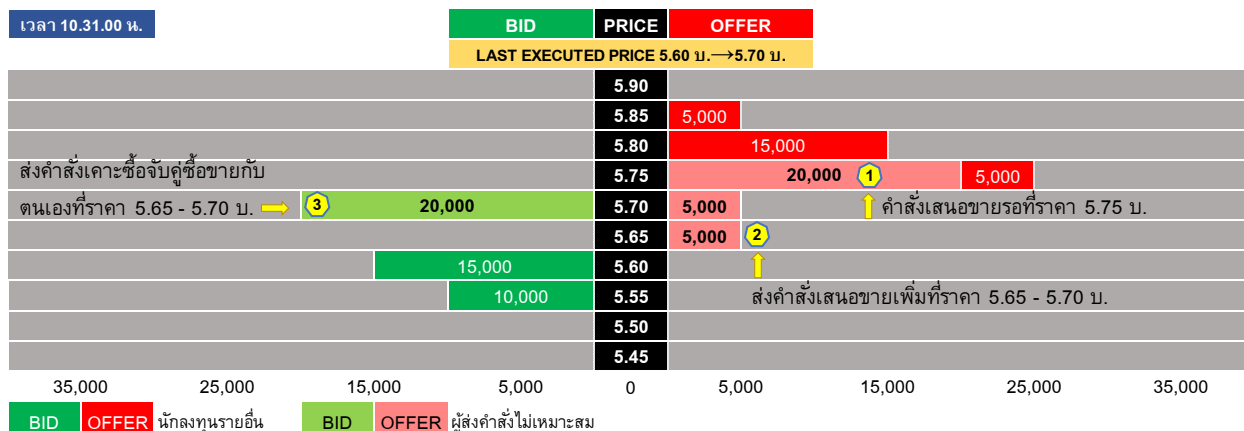 เวลา 10.31.00 น. BID PRICE OFFER
LAST EXECUTED PRICE 5.60 บ.→5.70 บ.
5.90
5.85 5,000
5.80 15,000
ส่งคำสั่งเคาะซื้อจับคู่ซื้อขายกับ 5.75 20,000 1 5,000
ตนเองที่ราคา 5.65 - 5.70 บ. 3 20,000 5.70 5,000 คำสั่งเสนอขายรอที่ราคา 5.75 บ.
5.65 5,000 2
15,000 5.60
10,000 5.55 ส่งคำสั่งเสนอขายเพิ่มที่ราคา 5.65 - 5.70 บ.
5.50
5.45
35,000 25,000 15,000 5,000 0 5,000 15,000 25,000 35,000
BID OFFER นักลงทุนรายอื่น BID OFFER ผู้ส่งคำสั่งไม่เหมาะสม